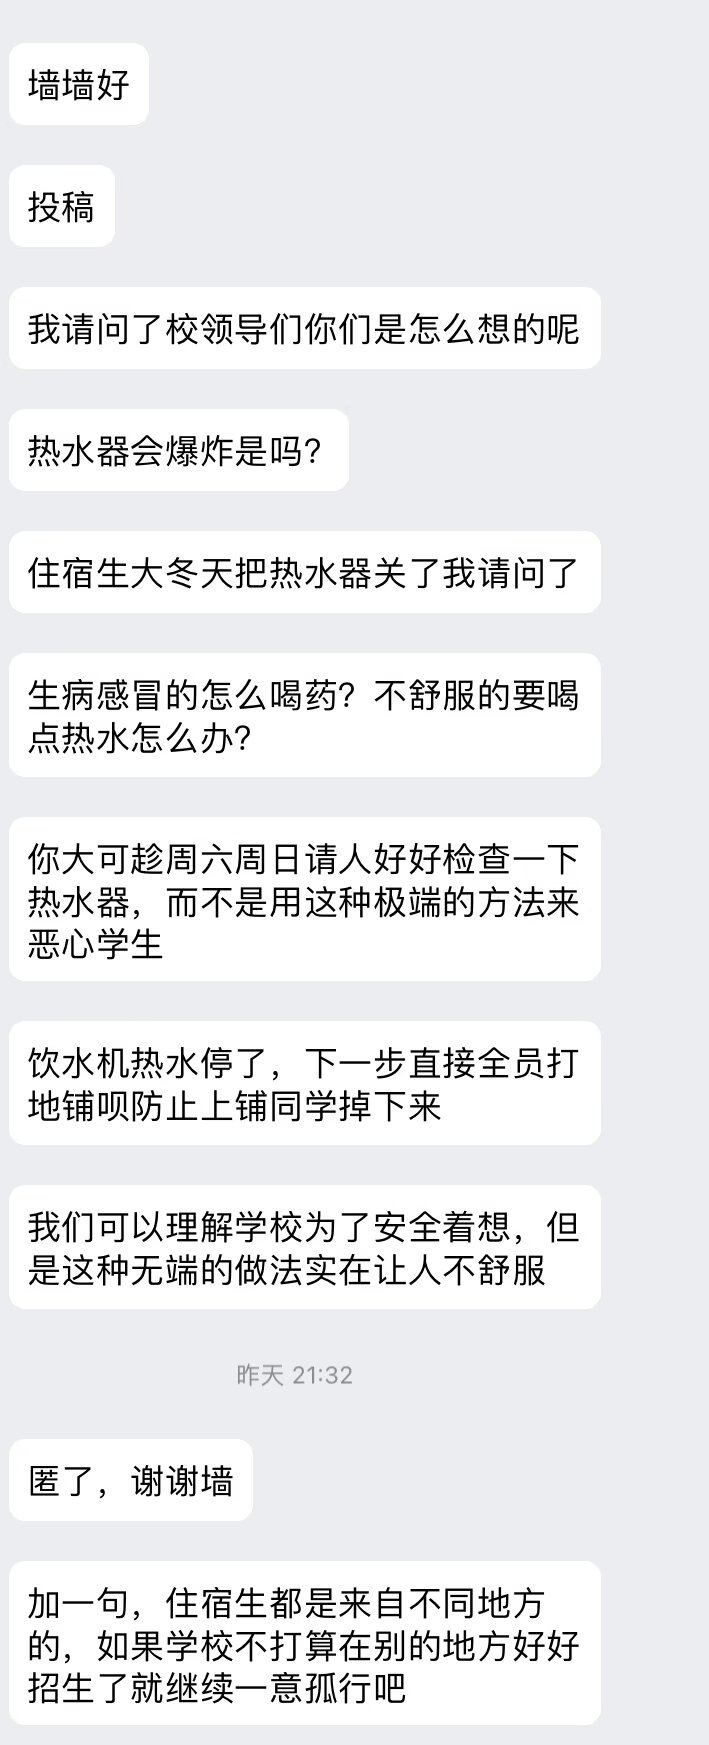 墙墙好
投稿
我请问了校领导们你们是怎么想的呢
热水器会爆炸是吗？
住宿生大冬天把热水器关了我请问了
生病感冒的怎么喝药？不舒服的要喝
点热水怎么办？
你大可趁周六周日请人好好检查一下
热水器，而不是用这种极端的方法来
恶心学生
饮水机热水停了，下一步直接全员打
地铺呗防止上铺同学掉下来
我们可以理解学校为了安全着想，但
是这种无端的做法实在让人不舒服
昨天 21:32
匿了，谢谢墙
加一句，住宿生都是来自不同地方
的，如果学校不打算在别的地方好好
招生了就继续一意孤行吧